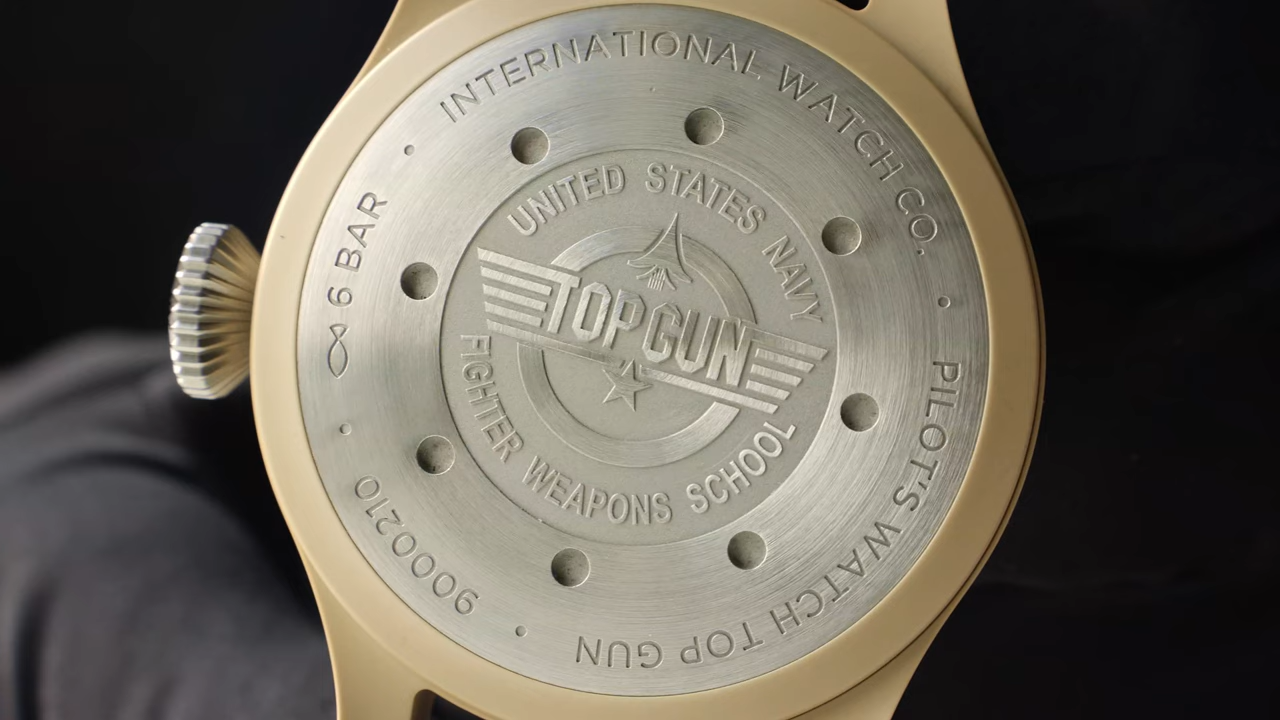 INTERNATIONAL WATCH CO.
PILOT'S WATCH TOP GUN
9000210
6 BAR
UNITED STATES NAVY
TOP GUN
FIGHTER WEAPONS SCHOOL